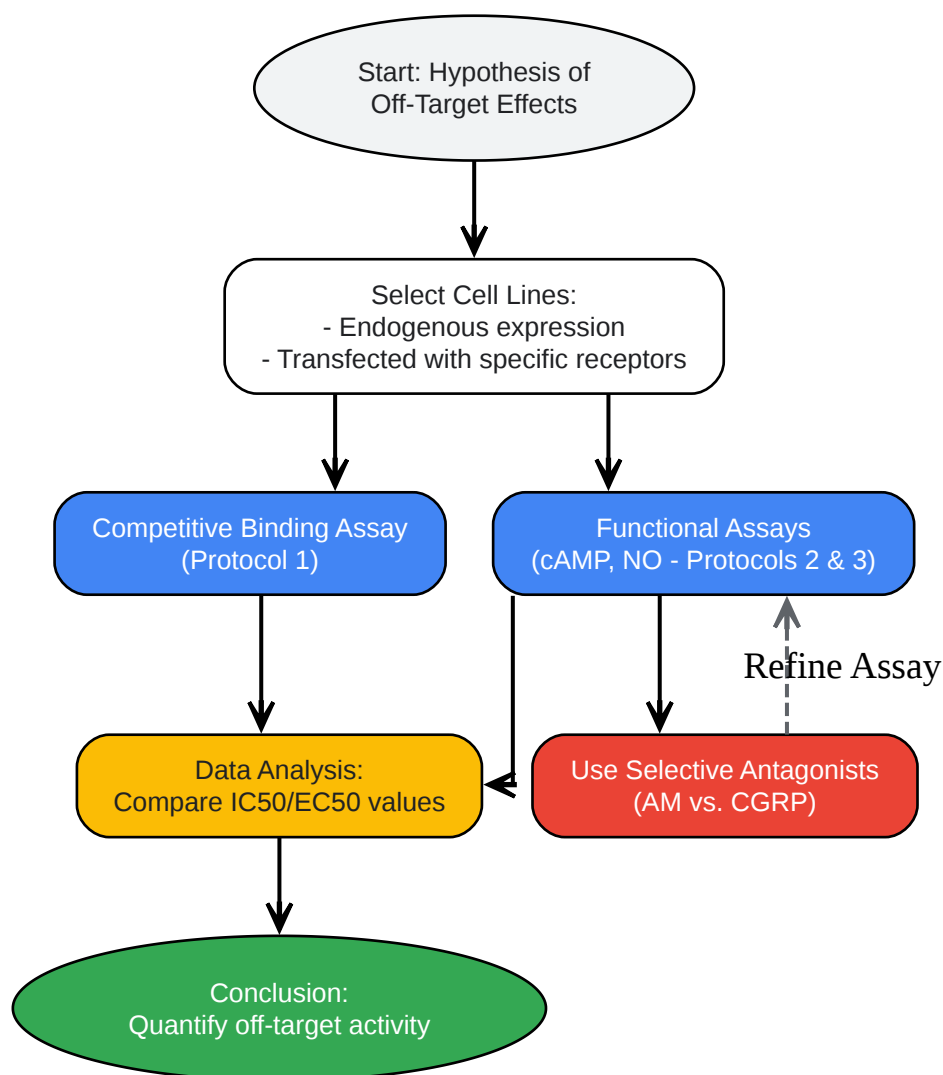 Start: Hypothesis of
Off-Target Effects
Select Cell Lines:
- Endogenous expression
- Transfected with specific receptors
Competitive Binding Assay
(Protocol 1)
Functional Assays
(cAMP, NO - Protocols 2 & 3)
Refine Assay
Data Analysis:
Compare IC50/EC50 values
Use Selective Antagonists
(AM vs. CGRP)
Conclusion:
Quantify off-target activity